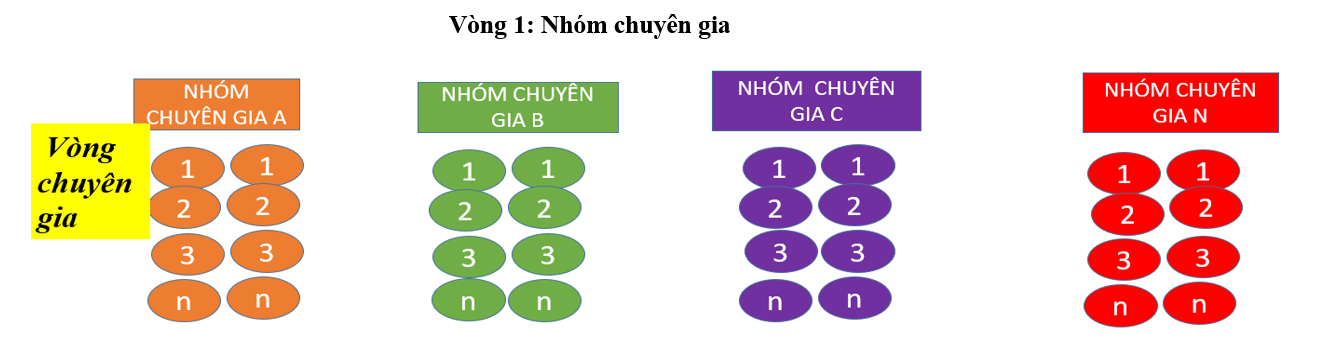 Vòng 1: Nhóm chuyên gia
NHÓM
CHUYÊN GIA A
NHÓM CHUYÊN
GIA B
NHÓM CHUYÊN
GIA C
NHÓM CHUYÊN
GIA N
Vòng
chuyên
gia
1 1
2 2
3 3
n n
1 1
2 2
3 3
n n
1 1
2 2
3 3
n n
1 1
2 2
3 3
n n